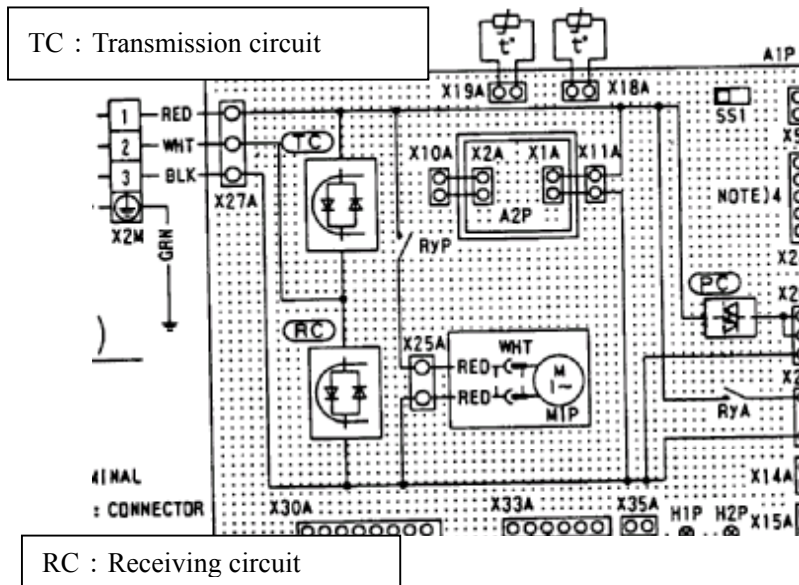 TC : Transmission circuit
t°
t°
A1P
X19A
X18A
SS1
1
RED
2
WHT
3
BLK
X27A
X2M
GRN
TC
X10A
X2A
X1A
X11A
A2P
NOTE)4
RyP
PC
RC
X25A
WHT
RED
RED
M
1~
M1P
RyA
MINAL
: CONNECTOR
X30A
X33A
X35A
H1P
H2P
X14A
X15A
RC : Receiving circuit